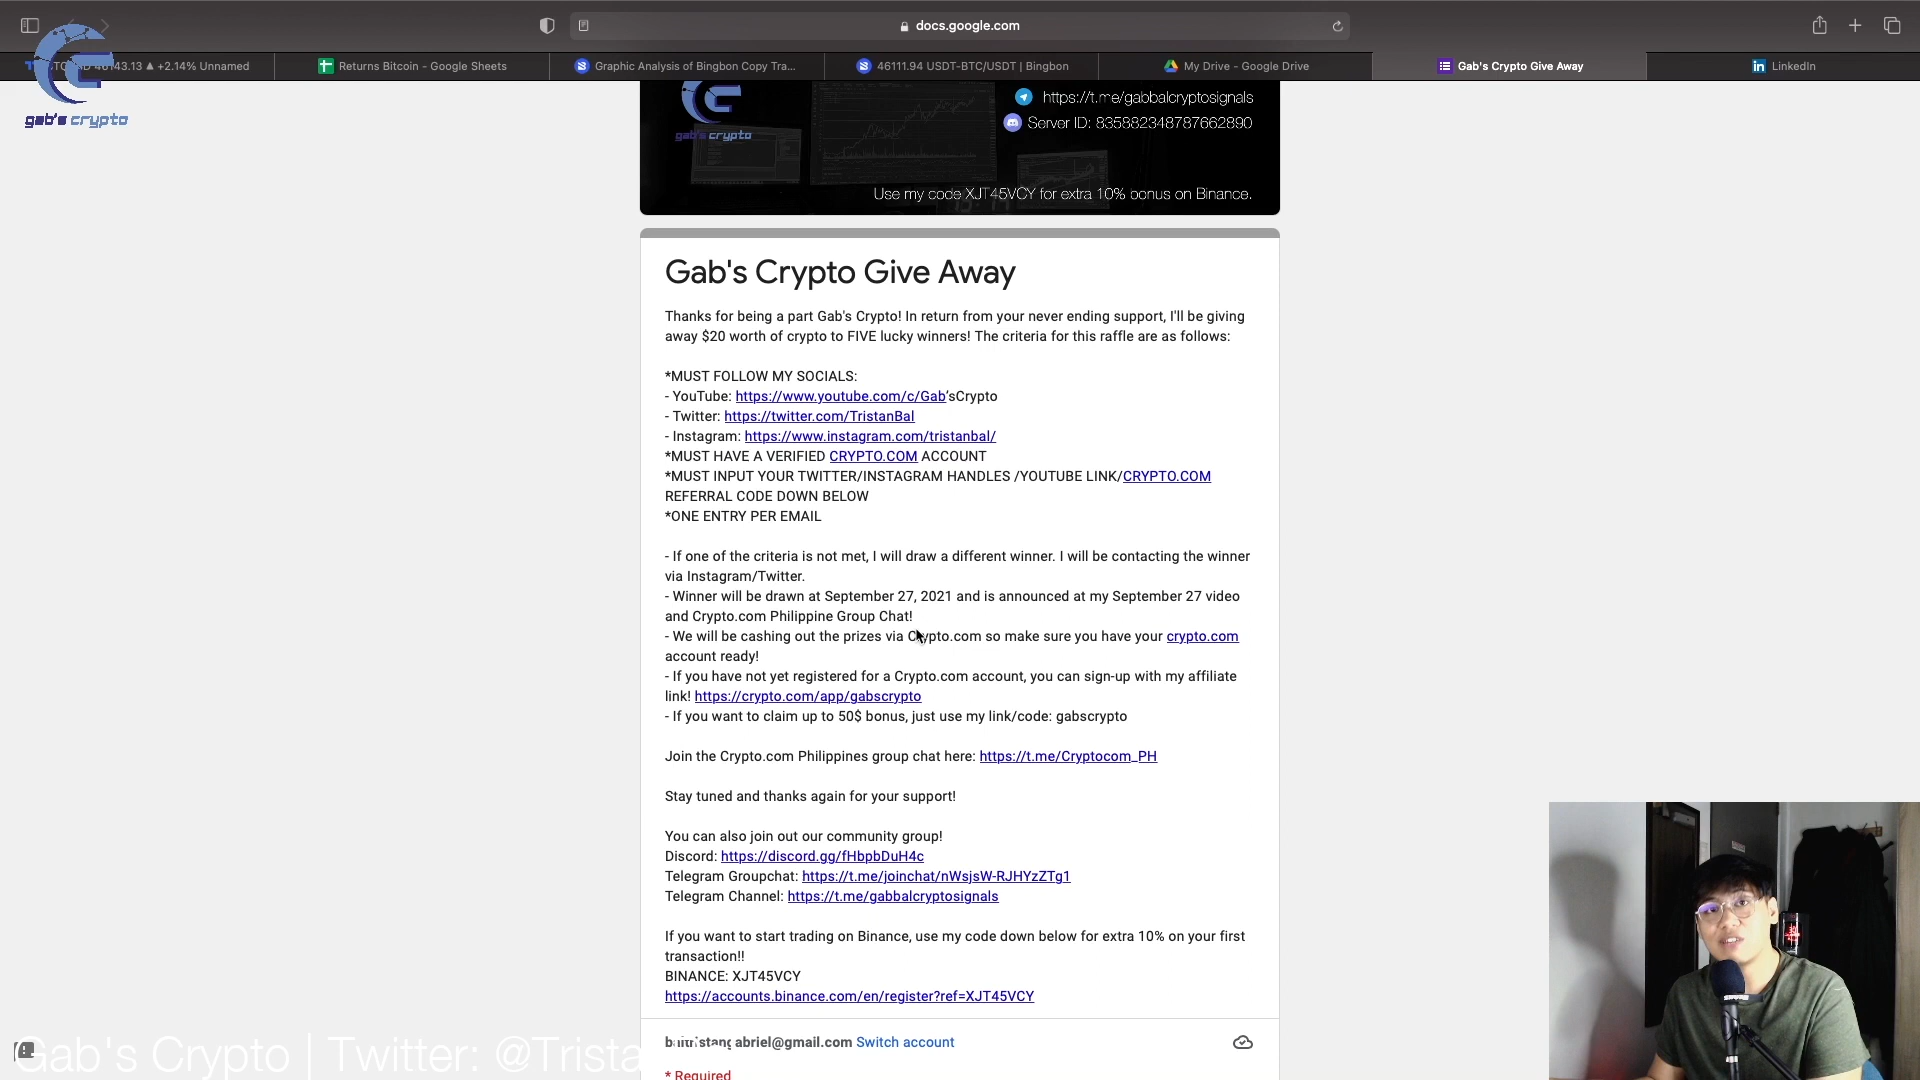 docs.google.com
43.13 ▲ +2.14% Unnamed
Returns Bitcoin - Google Sheets
Graphic Analysis of Bingbon Copy Tra...
46111.94 USDT-BTC/USDT | Bingbon
My Drive - Google Drive
Gab's Crypto Give Away
LinkedIn
gab's crypto
https://t.me/gabbalcryptosignals
Server ID: 835882348787662890
gab's crypto
Use my code XJT45VCY for extra 10% bonus on Binance.
Gab's Crypto Give Away
Thanks for being a part Gab's Crypto! In return from your never ending support, I'll be giving
away $20 worth of crypto to FIVE lucky winners! The criteria for this raffle are as follows:
*MUST FOLLOW MY SOCIALS:
- YouTube: https://www.youtube.com/c/Gab'sCrypto
- Twitter: https://twitter.com/TristanBal
- Instagram: https://www.instagram.com/tristanbal/
*MUST HAVE A VERIFIED CRYPTO.COM ACCOUNT
*MUST INPUT YOUR TWITTER/INSTAGRAM HANDLES /YOUTUBE LINK/CRYPTO.COM
REFERRAL CODE DOWN BELOW
*ONE ENTRY PER EMAIL
- If one of the criteria is not met, I will draw a different winner. I will be contacting the winner
via Instagram/Twitter.
- Winner will be drawn at September 27, 2021 and is announced at my September 27 video
and Crypto.com Philippine Group Chat!
- We will be cashing out the prizes via Crypto.com so make sure you have your crypto.com
account ready!
- If you have not yet registered for a Crypto.com account, you can sign-up with my affiliate
link! https://crypto.com/app/gabscrypto
- If you want to claim up to 50$ bonus, just use my link/code: gabscrypto
Join the Crypto.com Philippines group chat here: https://t.me/Cryptocom_PH
Stay tuned and thanks again for your support!
You can also join out our community group!
Discord: https://discord.gg/fHbpbDuH4c
Telegram Groupchat: https://t.me/joinchat/nWsjsW-RJHYzZTg1
Telegram Channel: https://t.me/gabbalcryptosignals
If you want to start trading on Binance, use my code down below for extra 10% on your first
transaction!!
BINANCE: XJT45VCY
https://accounts.binance.com/en/register?ref=XJT45VCY
Switch account
Gab's Crypto | Twitter: @Trista
* Required